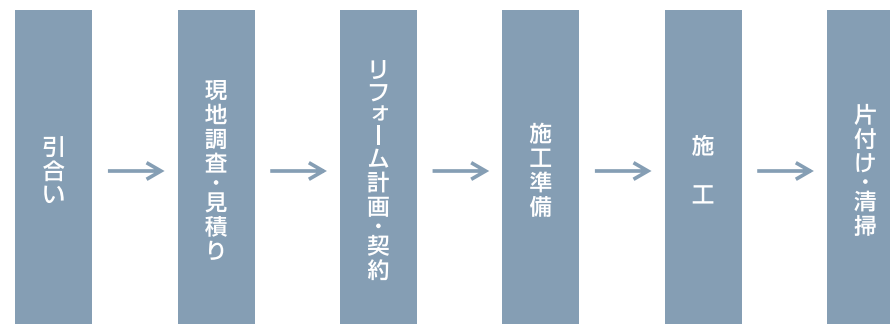 引合い
現地調査・見積り
リフォーム計画・契約
施工準備
施　工
片付け・清掃